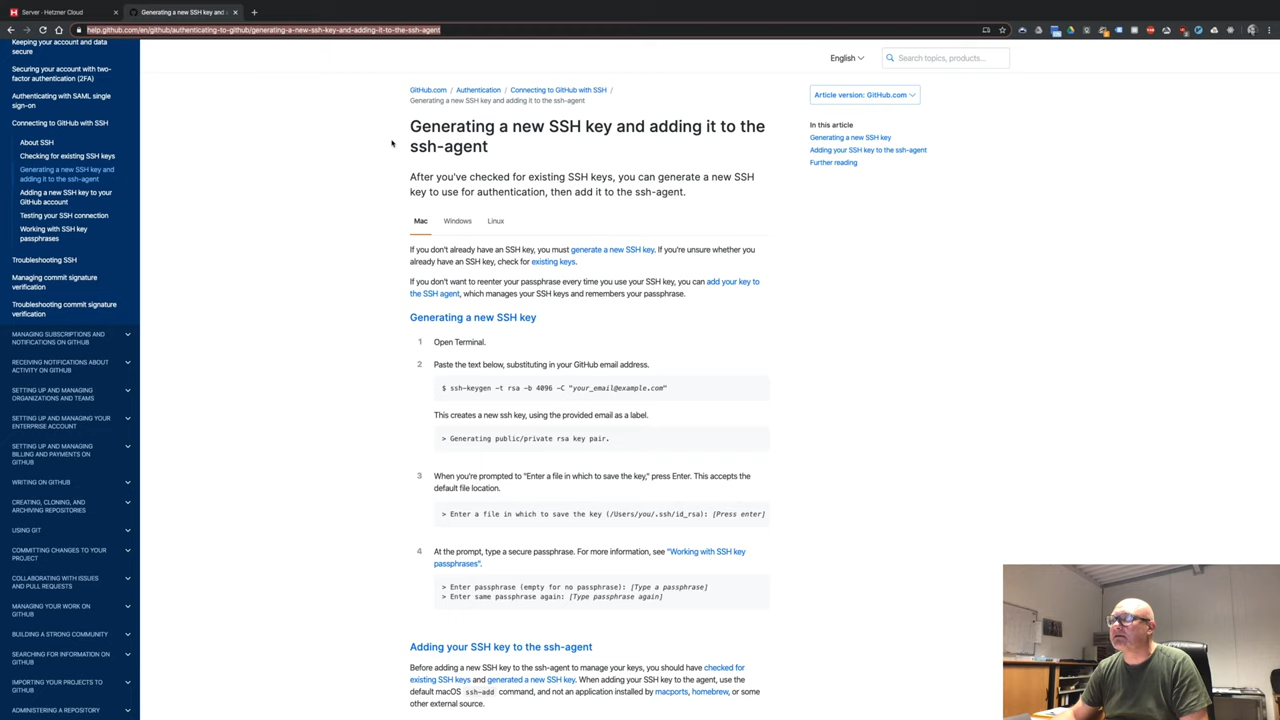 Server · Hetzner Cloud
Generating a new SSH key and
help.github.com/en/github/authenticating-to-github/generating-a-new-ssh-key-and-adding-it-to-the-ssh-agent
Keeping your account and data
secure
Securing your account with two-
factor authentication (2FA)
Authenticating with SAML single
sign-on
Connecting to GitHub with SSH
About SSH
Checking for existing SSH keys
Generating a new SSH key and
adding it to the ssh-agent
Adding a new SSH key to your
GitHub account
Testing your SSH connection
Working with SSH key
passphrases
Troubleshooting SSH
Managing commit signature
verification
Troubleshooting commit signature
verification
MANAGING SUBSCRIPTIONS AND
NOTIFICATIONS ON GITHUB
RECEIVING NOTIFICATIONS ABOUT
ACTIVITY ON GITHUB
SETTING UP AND MANAGING
ORGANIZATIONS AND TEAMS
SETTING UP AND MANAGING YOUR
ENTERPRISE ACCOUNT
SETTING UP AND MANAGING
BILLING AND PAYMENTS ON
GITHUB
WRITING ON GITHUB
CREATING, CLONING, AND
ARCHIVING REPOSITORIES
USING GIT
COMMITTING CHANGES TO YOUR
PROJECT
COLLABORATING WITH ISSUES
AND PULL REQUESTS
MANAGING YOUR WORK ON
GITHUB
BUILDING A STRONG COMMUNITY
SEARCHING FOR INFORMATION ON
GITHUB
IMPORTING YOUR PROJECTS TO
GITHUB
ADMINISTERING A REPOSITORY
English
Search topics, products...
GitHub.com / Authentication / Connecting to GitHub with SSH /
Generating a new SSH key and adding it to the ssh-agent
Generating a new SSH key and adding it to the
ssh-agent
After you've checked for existing SSH keys, you can generate a new SSH
key to use for authentication, then add it to the ssh-agent.
Mac Windows Linux
If you don't already have an SSH key, you must generate a new SSH key. If you're unsure whether you
already have an SSH key, check for existing keys.
If you don't want to reenter your passphrase every time you use your SSH key, you can add your key to
the SSH agent, which manages your SSH keys and remembers your passphrase.
Generating a new SSH key
1 Open Terminal.
2 Paste the text below, substituting in your GitHub email address.
$ ssh-keygen -t rsa -b 4096 -C "your_email@example.com"
This creates a new ssh key, using the provided email as a label.
> Generating public/private rsa key pair.
3 When you're prompted to "Enter a file in which to save the key," press Enter. This accepts the
default file location.
> Enter a file in which to save the key (/Users/you/.ssh/id_rsa): [Press enter]
4 At the prompt, type a secure passphrase. For more information, see "Working with SSH key
passphrases".
> Enter passphrase (empty for no passphrase): [Type a passphrase]
> Enter same passphrase again: [Type passphrase again]
Adding your SSH key to the ssh-agent
Before adding a new SSH key to the ssh-agent to manage your keys, you should have checked for
existing SSH keys and generated a new SSH key. When adding your SSH key to the agent, use the
default macOS ssh-add command, and not an application installed by macports, homebrew, or some
other external source.
Article version: GitHub.com
In this article
Generating a new SSH key
Adding your SSH key to the ssh-agent
Further reading